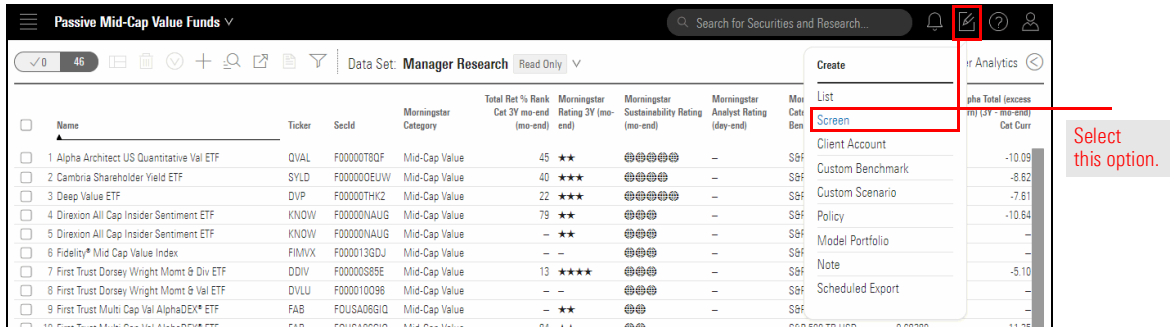 Passive Mid-Cap Value Funds
Search for Securities and Research...
0 46
Data Set: Manager Research Read Only
r Analytics
Name
Ticker
SecId
Morningstar
Category
Total Ret % Rank
Cat 3Y mo-end
(mo-end)
Morningstar
Rating 3Y (mo-
end)
Morningstar
Sustainability Rating
(mo-end)
Morningstar
Analyst Rating
(day-end)
Mor
Cate
Ben
pha Total (excess
rn) (3Y - mo-end)
Cat Curr
1 Alpha Architect US Quantitative Val ETF QVAL F00000T8QF Mid-Cap Value 45 ★★ – S&P -10.09
2 Cambria Shareholder Yield ETF SYLD F00000OEUW Mid-Cap Value 40 ★★★ – S&P -8.62
3 Deep Value ETF DVP F00000THK2 Mid-Cap Value 22 ★★★ – S&P -7.61
4 Direxion All Cap Insider Sentiment ETF KNOW F00000NAUG Mid-Cap Value 79 ★★ – S&P -10.64
5 Direxion All Cap Insider Sentiment ETF KNOW F00000NAUG Mid-Cap Value – ★★ – S&P –
6 Fidelity® Mid Cap Value Index FIMVX F000013GDJ Mid-Cap Value – – – S&P –
7 First Trust Dorsey Wright Momt & Div ETF DDIV F00000S85E Mid-Cap Value 13 ★★★★ – S&P -5.10
8 First Trust Dorsey Wright Momt & Val ETF DVLU F000010O96 Mid-Cap Value – – – S&P –
9 First Trust Multi Cap Val AlphaDEX® ETF FAB FOUSA06GIQ Mid-Cap Value – ★★ – S&P –
Create
List
Screen
Client Account
Custom Benchmark
Custom Scenario
Policy
Model Portfolio
Note
Scheduled Export
Select
this option.